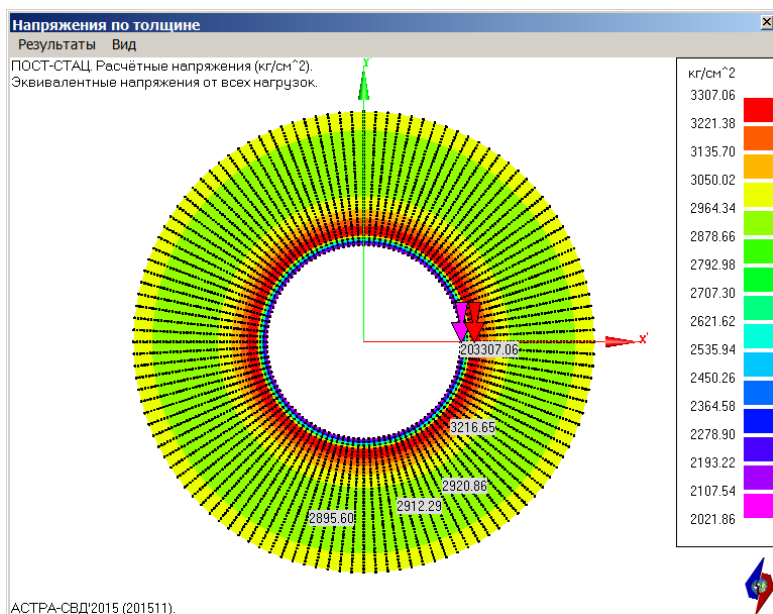 Напряжения по толщине
Результаты Вид
ПОСТ-СТАЦ. Расчётные напряжения (кг/см^2).
Эквивалентные напряжения от всех нагрузок.
Y'
X'
203307.06
3216.65
2920.86
2912.29
2895.60
кг/см^2
3307.06
3221.38
3135.70
3050.02
2964.34
2878.66
2792.98
2707.30
2621.62
2535.94
2450.26
2364.58
2278.90
2193.22
2107.54
2021.86
АСТРА-СВД'2015 (201511).